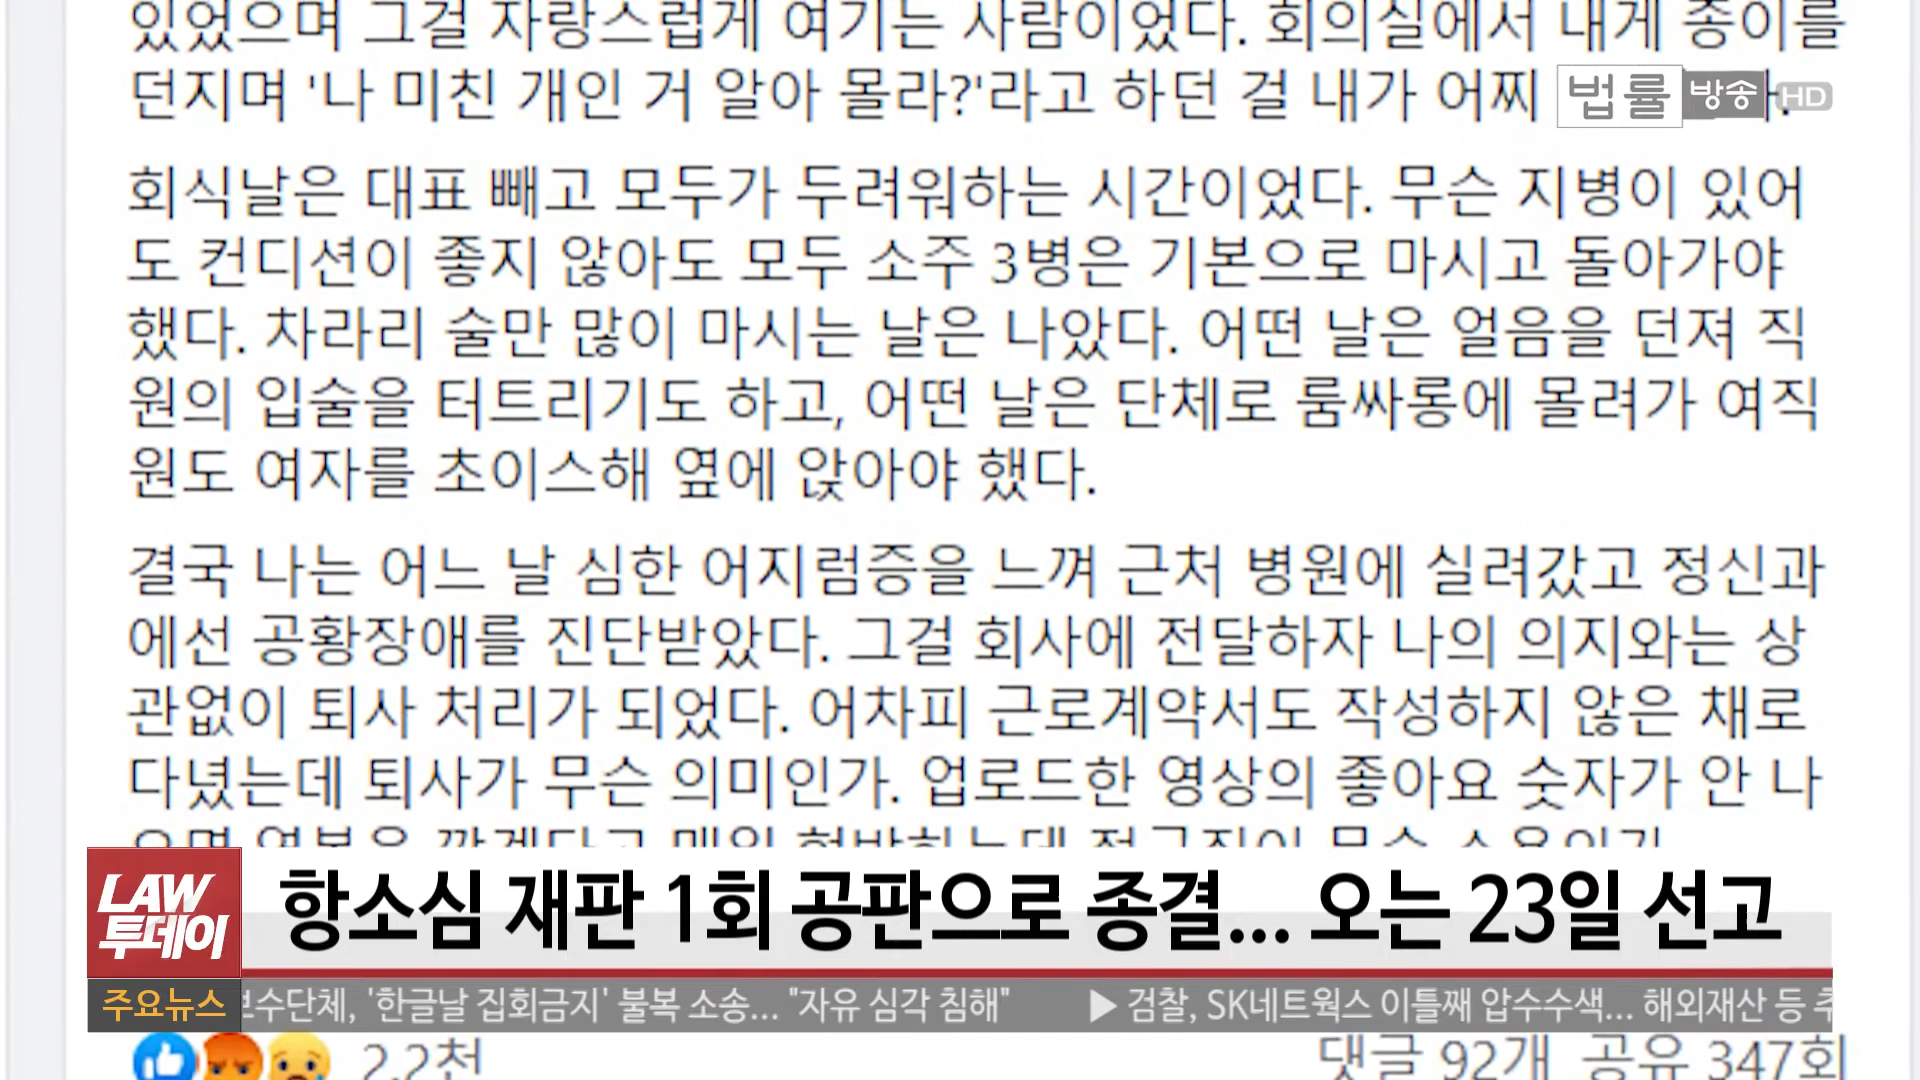 있었으며 그걸 자랑스럽게 여기는 사람이었다. 회의실에서 내게 종이를
던지며 '나 미친 개인 거 알아 몰라?'라고 하던 걸 내가 어찌
법률방송 HD
회식날은 대표 빼고 모두가 두려워하는 시간이었다. 무슨 지병이 있어
도 컨디션이 좋지 않아도 모두 소주 3병은 기본으로 마시고 돌아가야
했다. 차라리 술만 많이 마시는 날은 나았다. 어떤 날은 얼음을 던져 직
원의 입술을 터트리기도 하고, 어떤 날은 단체로 룸싸롱에 몰려가 여직
원도 여자를 초이스해 옆에 앉아야 했다.
결국 나는 어느 날 심한 어지럼증을 느껴 근처 병원에 실려갔고 정신과
에선 공황장애를 진단받았다. 그걸 회사에 전달하자 나의 의지와는 상
관없이 퇴사 처리가 되었다. 어차피 근로계약서도 작성하지 않은 채로
다녔는데 퇴사가 무슨 의미인가. 업로드한 영상의 좋아요 숫자가 안 나
LAW
투데이
항소심 재판 1회 공판으로 종결... 오는 23일 선고
주요뉴스
'한글날 집회금지' 불복 소송... "자유 심각 침해" ▶ 검찰, SK네트웍스 이틀째 압수수색... 해외재산 등
2.2천
댓글 92개 공유 347회